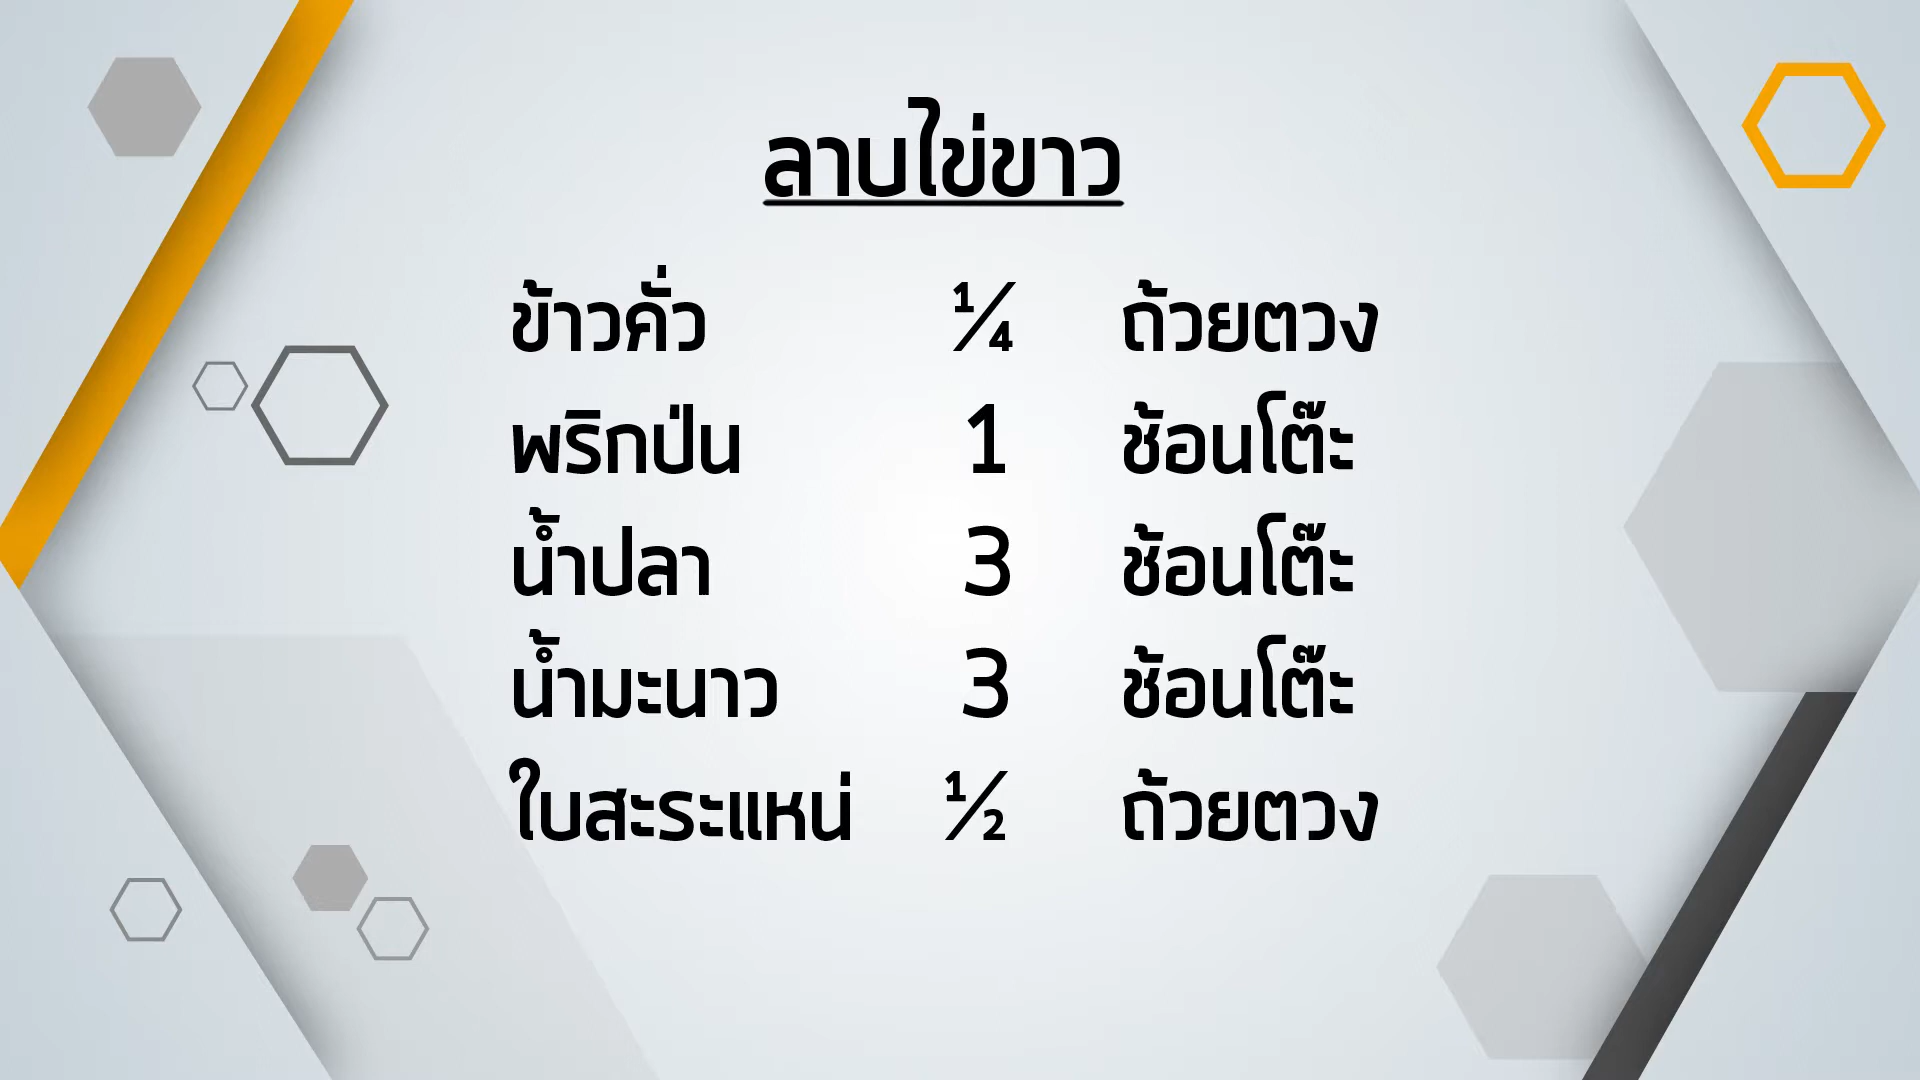 ลาบไข่ขาว
ข้าวคั่ว ¼ ถ้วยตวง
พริกป่น 1 ช้อนโต๊ะ
น้ำปลา 3 ช้อนโต๊ะ
น้ำมะนาว 3 ช้อนโต๊ะ
ใบสะระแหน่ ½ ถ้วยตวง